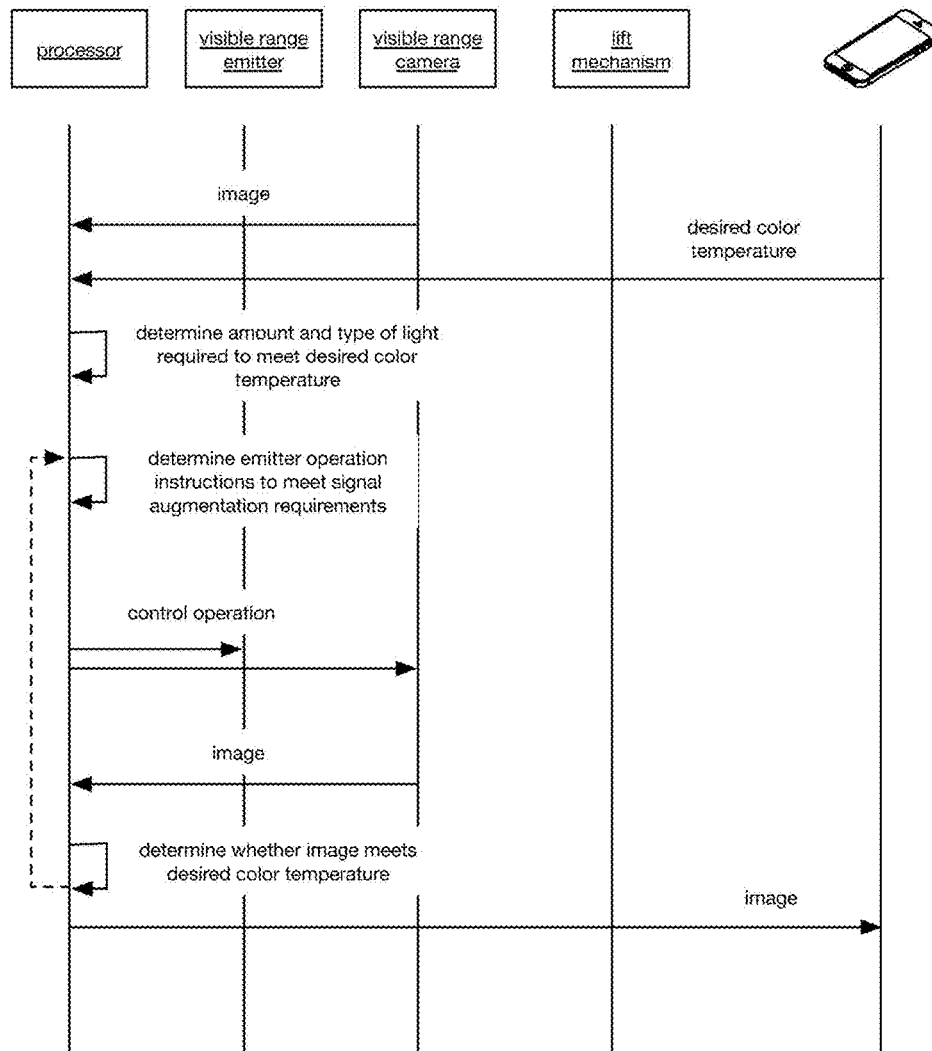 processor
visible range
emitter
visible range
camera
lift
mechanism
image
desired color
temperature
determine amount and type of light
required to meet desired color
temperature
determine emitter operation
instructions to meet signal
augmentation requirements
control operation
image
determine whether image meets
desired color temperature
image